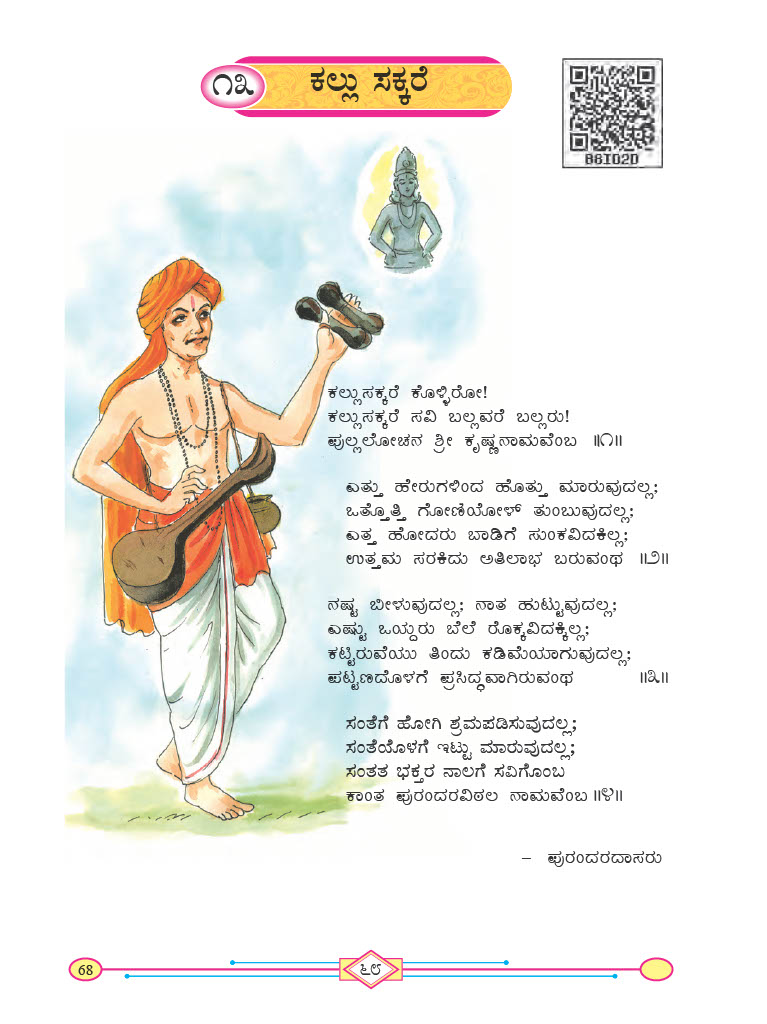 ೧೩ ಕಲ್ಲು ಸಕ್ಕರೆ
B6ID2D
ಕಲ್ಲುಸಕ್ಕರೆ ಕೊಳ್ಳಿರೋ!
ಕಲ್ಲುಸಕ್ಕರೆ ಸವಿ ಬಲ್ಲವರೆ ಬಲ್ಲರು!
ಪುಲ್ಲಲೋಚನ ಶ್ರೀ ಕೃಷ್ಣನಾಮವೆಂಬ ॥೧॥
ಎತ್ತು ಹೇರುಗಳಿಂದ ಹೊತ್ತು ಮಾರುವುದಲ್ಲ;
ಒತ್ತೊತ್ತಿ ಗೋಣಿಯೋಳ್ ತುಂಬುವುದಲ್ಲ;
ಎತ್ತ ಹೋದರು ಬಾಡಿಗೆ ಸುಂಕವಿದಕಿಲ್ಲ;
ಉತ್ತಮ ಸರಕಿದು ಅತಿಲಾಭ ಬರುವಂಥ ॥೨॥
ನಷ್ಟ ಬೀಳುವುದಲ್ಲ; ನಾತ ಹುಟ್ಟುವುದಲ್ಲ;
ಎಷ್ಟು ಒಯ್ದರು ಬೆಲೆ ರೊಕ್ಕವಿದಕ್ಕಿಲ್ಲ;
ಕಟ್ಟಿರುವೆಯು ತಿಂದು ಕಡಿಮೆಯಾಗುವುದಲ್ಲ;
ಪಟ್ಟಣದೊಳಗೆ ಪ್ರಸಿದ್ಧವಾಗಿರುವಂಥ ॥೩॥
ಸಂತೆಗೆ ಹೋಗಿ ಶ್ರಮಪಡಿಸುವುದಲ್ಲ;
ಸಂತೆಯೊಳಗೆ ಇಟ್ಟು ಮಾರುವುದಲ್ಲ;
ಸಂತತ ಭಕ್ತರ ನಾಲಗೆ ಸವಿಗೊಂಬ
ಕಾಂತ ಪುರಂದರವಿಠಲ ನಾಮವೆಂಬ ॥೪॥
– ಪುರಂದರದಾಸರು
68 ೬೮